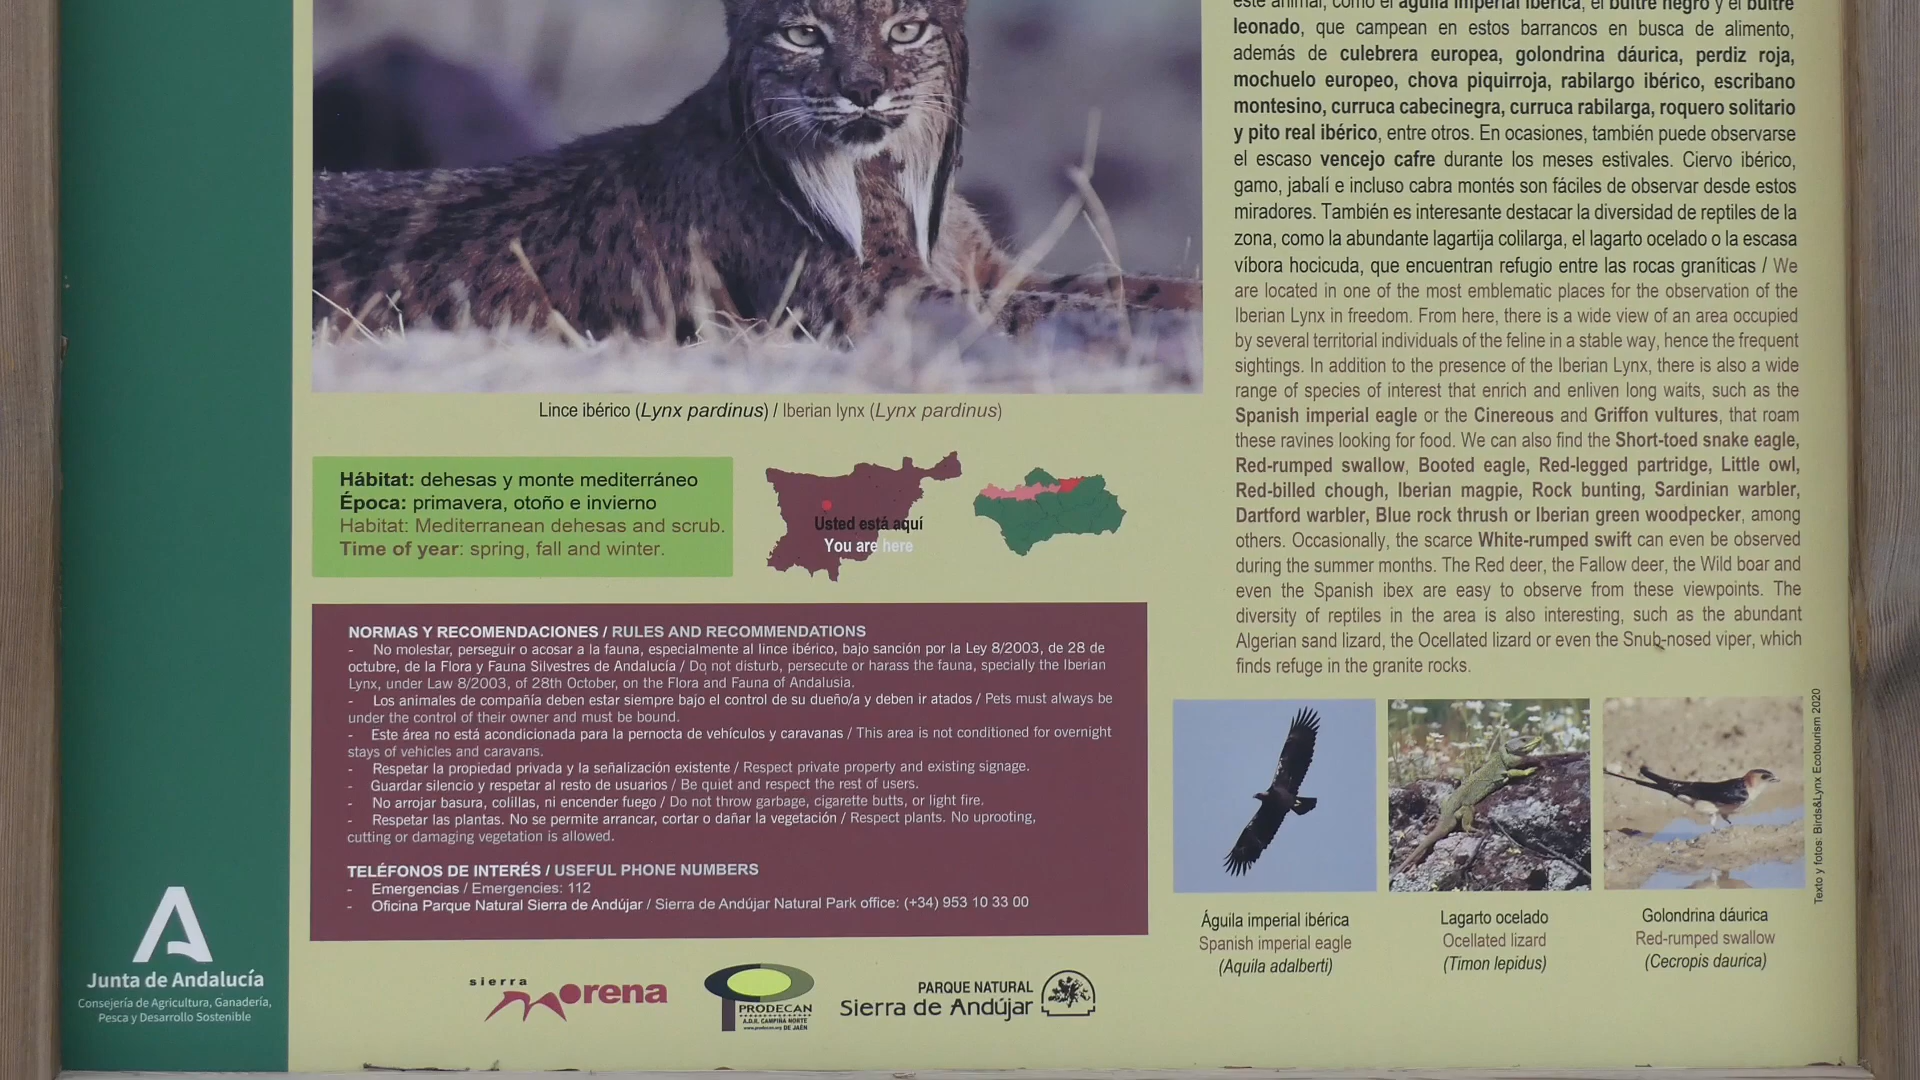 este animal, como el águila imperial ibérica, el buitre negro y el buitre
leonado, que campean en estos barrancos en busca de alimento,
además de culebrera europea, golondrina dáurica, perdiz roja,
mochuelo europeo, chova piquirroja, rabilargo ibérico, escribano
montesino, curruca cabecinegra, curruca rabilarga, roquero solitario
y pito real ibérico, entre otros. En ocasiones, también puede observarse
el escaso vencejo cafre durante los meses estivales. Ciervo ibérico,
gamo, jabalí e incluso cabra montés son fáciles de observar desde estos
miradores. También es interesante destacar la diversidad de reptiles de la
zona, como la abundante lagartija colilarga, el lagarto ocelado o la escasa
víbora hocicuda, que encuentran refugio entre las rocas graníticas / We
are located in one of the most emblematic places for the observation of the
Iberian Lynx in freedom. From here, there is a wide view of an area occupied
by several territorial individuals of the feline in a stable way, hence the frequent
sightings. In addition to the presence of the Iberian Lynx, there is also a wide
range of species of interest that enrich and enliven long waits, such as the
Spanish imperial eagle or the Cinereous and Griffon vultures, that roam
these ravines looking for food. We can also find the Short-toed snake eagle,
Red-rumped swallow, Booted eagle, Red-legged partridge, Little owl,
Red-billed chough, Iberian magpie, Rock bunting, Sardinian warbler,
Dartford warbler, Blue rock thrush or Iberian green woodpecker, among
others. Occasionally, the scarce White-rumped swift can even be observed
during the summer months. The Red deer, the Fallow deer, the Wild boar and
even the Spanish ibex are easy to observe from these viewpoints. The
diversity of reptiles in the area is also interesting, such as the abundant
Algerian sand lizard, the Ocellated lizard or even the Snub-nosed viper, which
finds refuge in the granite rocks.
Lince ibérico (Lynx pardinus) / Iberian lynx (Lynx pardinus)
Hábitat: dehesas y monte mediterráneo
Época: primavera, otoño e invierno
Habitat: Mediterranean dehesas and scrub.
Time of year: spring, fall and winter.
Usted está aquí
You are here
NORMAS Y RECOMENDACIONES / RULES AND RECOMMENDATIONS
- No molestar, perseguir o acosar a la fauna, especialmente al lince ibérico, bajo sanción por la Ley 8/2003, de 28 de
octubre, de la Flora y Fauna Silvestres de Andalucía / Do not disturb, persecute or harass the fauna, specially the Iberian
Lynx, under Law 8/2003, of 28th October, on the Flora and Fauna of Andalusia.
- Los animales de compañía deben estar siempre bajo el control de su dueño/a y deben ir atados / Pets must always be
under the control of their owner and must be bound.
- Este área no está acondicionada para la pernocta de vehículos y caravanas / This area is not conditioned for overnight
stays of vehicles and caravans.
- Respetar la propiedad privada y la señalización existente / Respect private property and existing signage.
- Guardar silencio y respetar al resto de usuarios / Be quiet and respect the rest of users.
- No arrojar basura, colillas, ni encender fuego / Do not throw garbage, cigarette butts, or light fire.
- Respetar las plantas. No se permite arrancar, cortar o dañar la vegetación / Respect plants. No uprooting,
cutting or damaging vegetation is allowed.
TELÉFONOS DE INTERÉS / USEFUL PHONE NUMBERS
- Emergencias / Emergencies: 112
- Oficina Parque Natural Sierra de Andújar / Sierra de Andújar Natural Park office: (+34) 953 10 33 00
Águila imperial ibérica
Spanish imperial eagle
(Aquila adalberti)
Lagarto ocelado
Ocellated lizard
(Timon lepidus)
Golondrina dáurica
Red-rumped swallow
(Cecropis daurica)
Texto y fotos: Birds&Lynx Ecotourism 2020
Junta de Andalucía
Consejería de Agricultura, Ganadería,
Pesca y Desarrollo Sostenible
sierra
morena
PRODECAN
A.D.R. CAMPIÑA NORTE
www.prodecan.org DE JAÉN
PARQUE NATURAL
Sierra de Andújar